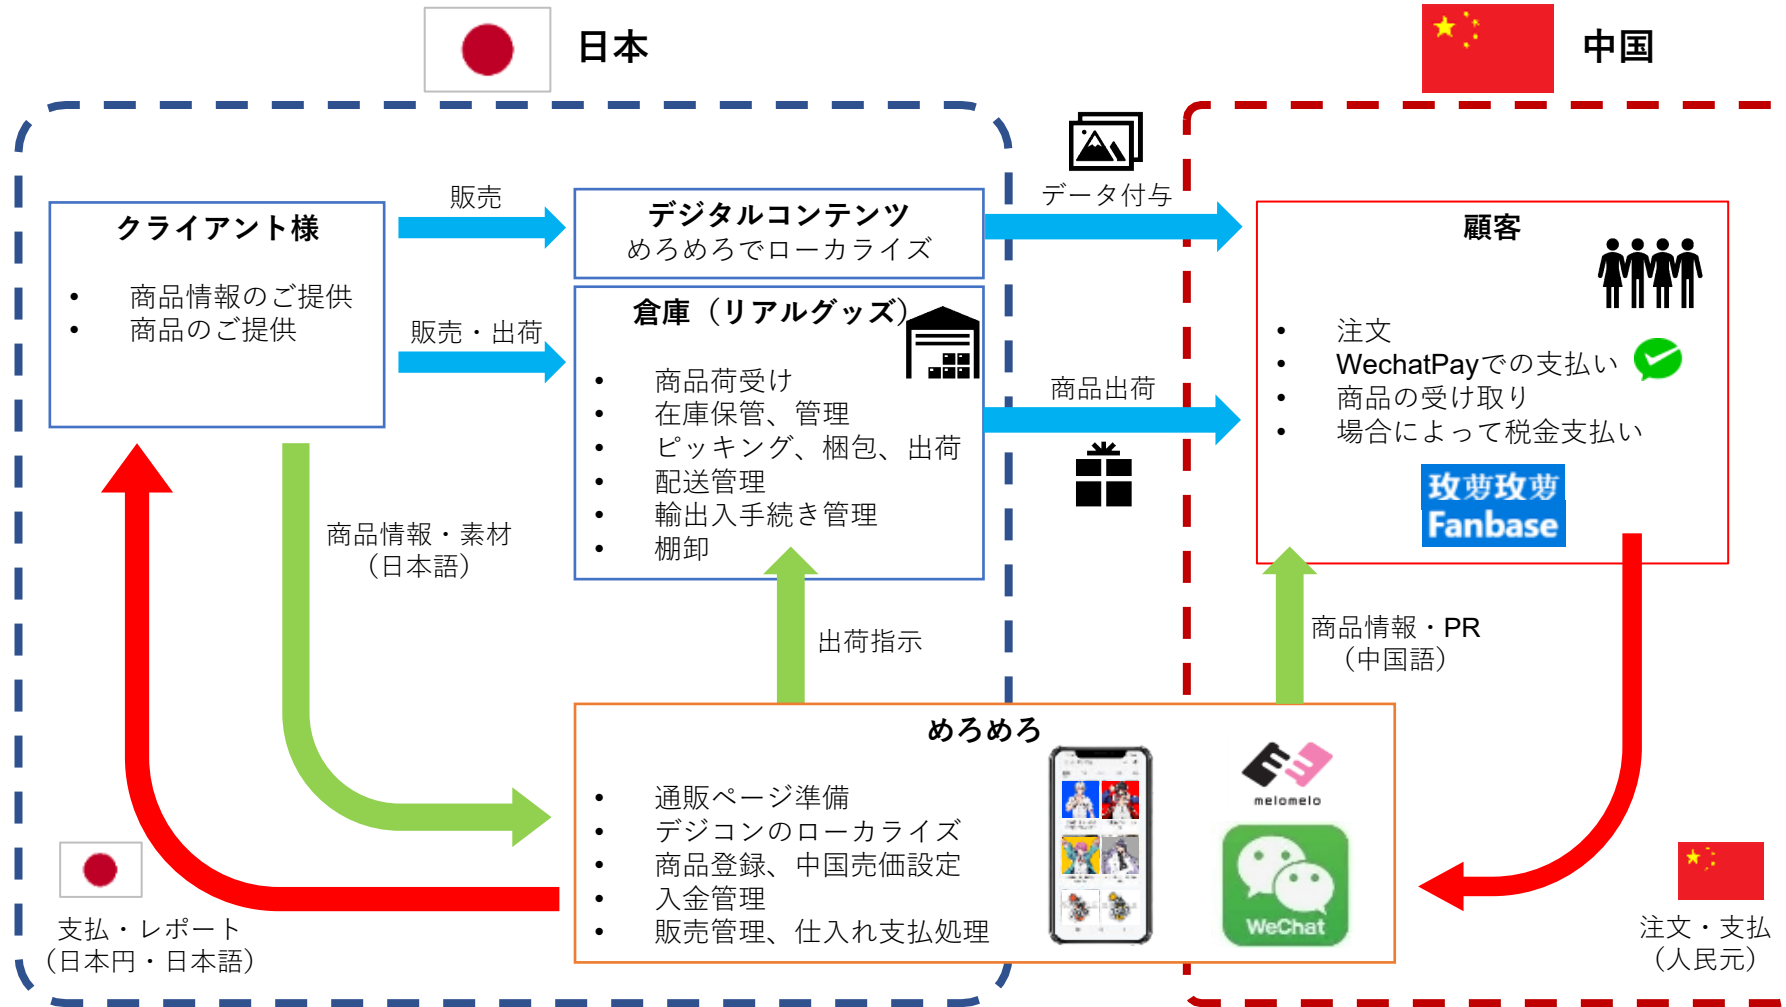 日本
中国
クライアント様
• 商品情報のご提供
• 商品のご提供
販売
販売・出荷
デジタルコンテンツ
めろめろでローカライズ
倉庫（リアルグッズ）
• 商品荷受け
• 在庫保管、管理
• ピッキング、梱包、出荷
• 配送管理
• 輸出入手続き管理
• 棚卸
データ付与
商品出荷
顧客
• 注文
• WechatPayでの支払い
• 商品の受け取り
• 場合によって税金支払い
玫萝玫萝
Fanbase
商品情報・素材
（日本語）
出荷指示
商品情報・PR
（中国語）
めろめろ
• 通販ページ準備
• デジコンのローカライズ
• 商品登録、中国売価設定
• 入金管理
• 販売管理、仕入れ支払処理
melomelo
WeChat
支払・レポート
（日本円・日本語）
注文・支払
（人民元）